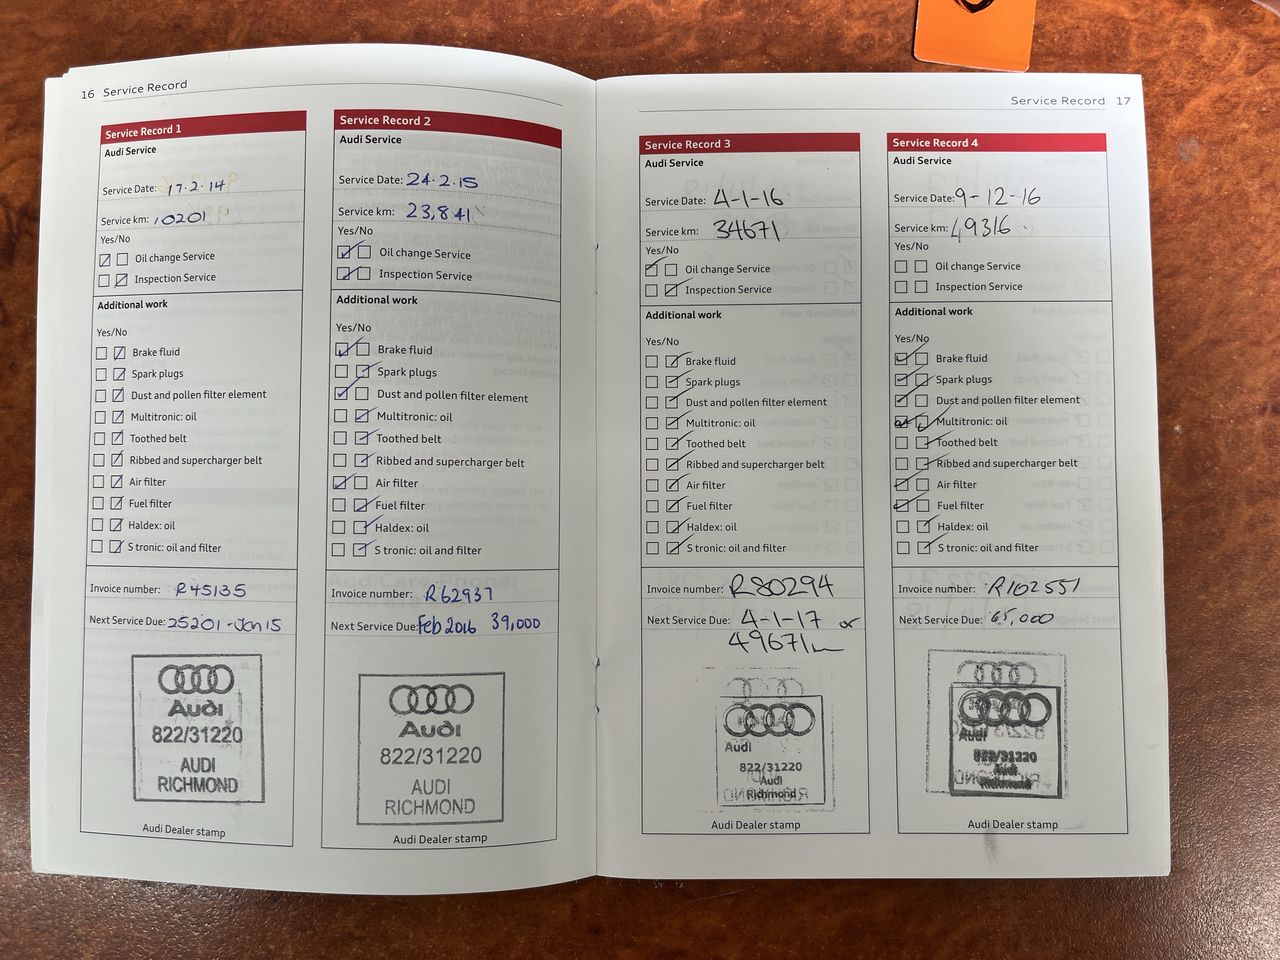 16 Service Record
Service Record 1
Audi Service
Service Date: 17.2.14
Service km: 10201
Yes/No
Oil change Service
Inspection Service
Additional work
Yes/No
Brake fluid
Spark plugs
Dust and pollen filter element
Multitronic: oil
Toothed belt
Ribbed and supercharger belt
Air filter
Fuel filter
Haldex: oil
S tronic: oil and filter
Invoice number: R45135
Next Service Due: 25201 - Jan 15
Audi
822/31220
AUDI
RICHMOND
Audi Dealer stamp
Service Record 2
Audi Service
Service Date: 24.2.15
Service km: 23,841
Yes/No
Oil change Service
Inspection Service
Additional work
Yes/No
Brake fluid
Spark plugs
Dust and pollen filter element
Multitronic: oil
Toothed belt
Ribbed and supercharger belt
Air filter
Fuel filter
Haldex: oil
S tronic: oil and filter
Invoice number: R62937
Next Service Due: Feb 2016 39,000
Audi
822/31220
AUDI
RICHMOND
Audi Dealer stamp
Service Record 17
Service Record 3
Audi Service
Service Date: 4-1-16
Service km: 34671
Yes/No
Oil change Service
Inspection Service
Additional work
Yes/No
Brake fluid
Spark plugs
Dust and pollen filter element
Multitronic: oil
Toothed belt
Ribbed and supercharger belt
Air filter
Fuel filter
Haldex: oil
S tronic: oil and filter
Invoice number: R80294
Next Service Due: 4-1-17 or
49671
Audi
822/31220
Audi
Richmond
Audi Dealer stamp
Service Record 4
Audi Service
Service Date: 9-12-16
Service km: 49316
Yes/No
Oil change Service
Inspection Service
Additional work
Yes/No
Brake fluid
Spark plugs
Dust and pollen filter element
Multitronic: oil
Toothed belt
Ribbed and supercharger belt
Air filter
Fuel filter
Haldex: oil
S tronic: oil and filter
Invoice number: R102551
Next Service Due: 65,000
Audi
822/31220
Audi
Richmond
Audi Dealer stamp